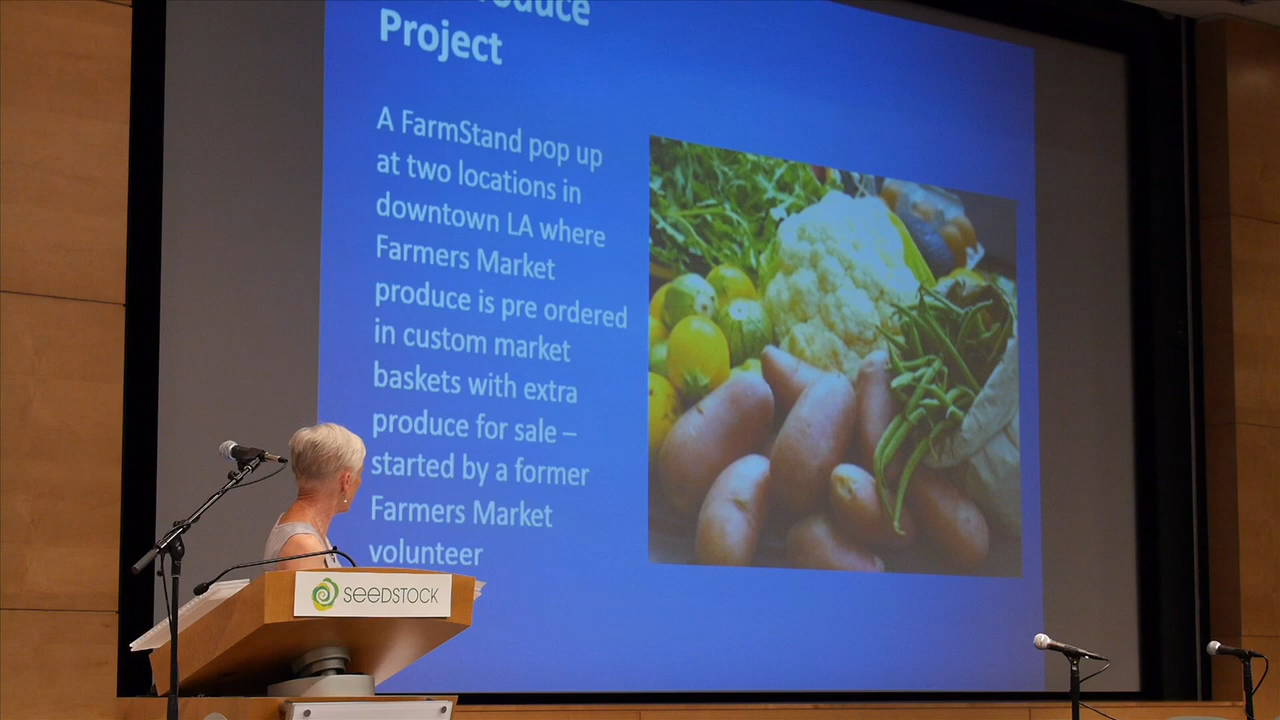 Project
A FarmStand pop up
at two locations in
downtown LA where
Farmers Market
produce is pre ordered
in custom market
baskets with extra
produce for sale –
started by a former
Farmers Market
volunteer
SEEDSTOCK